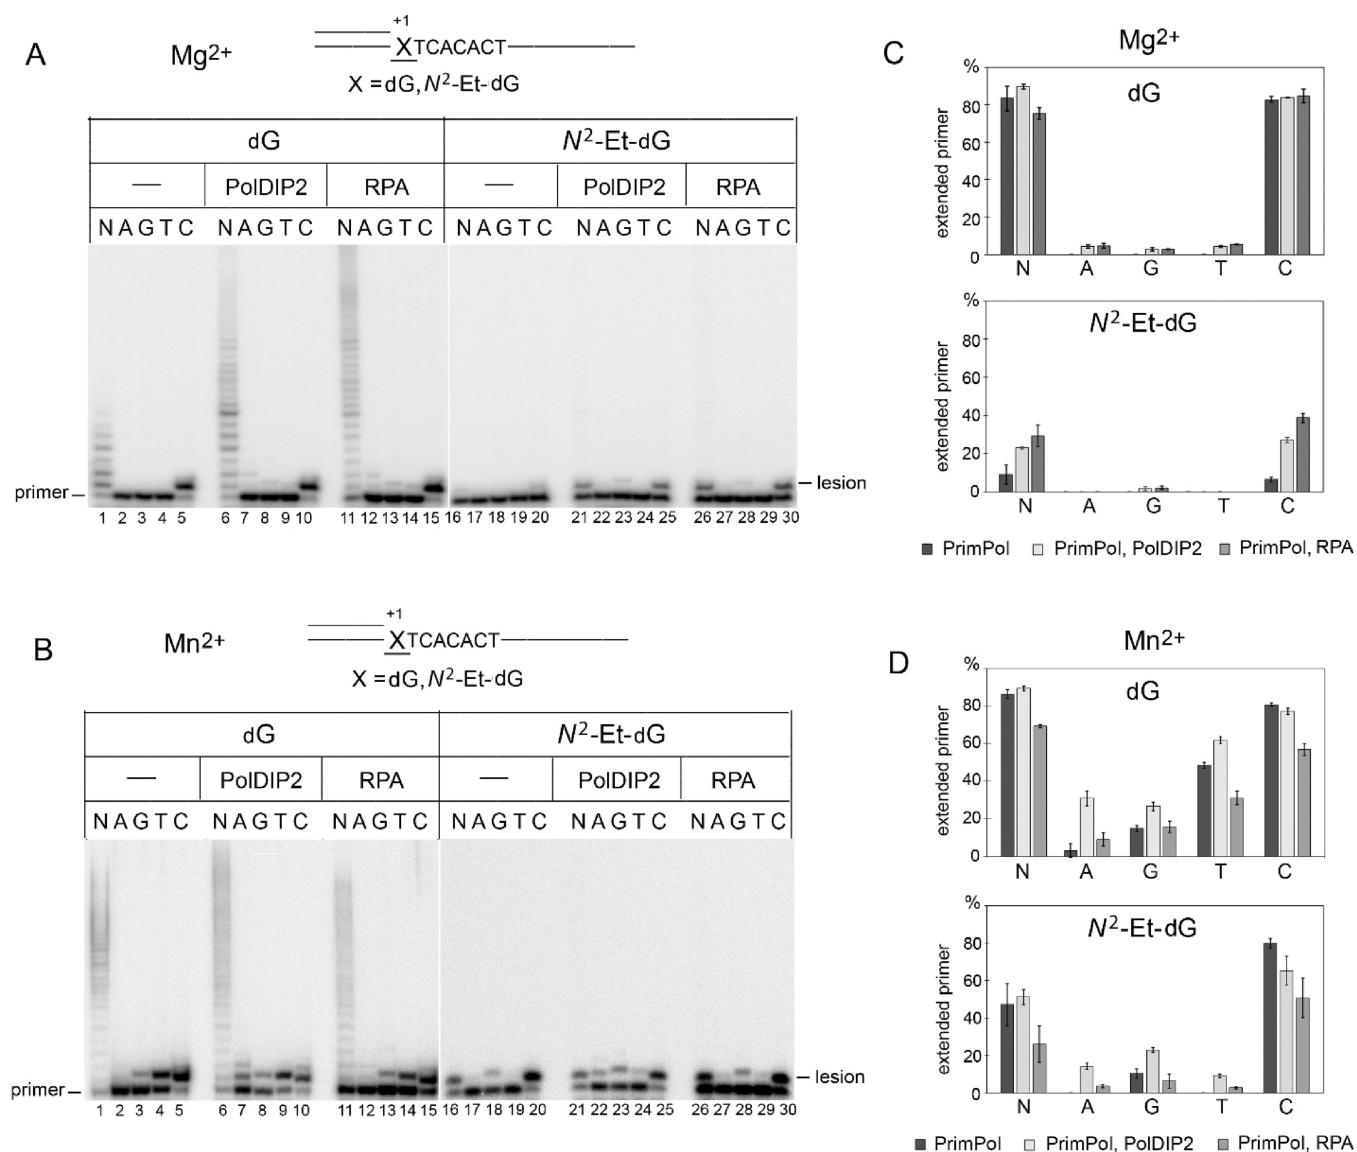 A
Mg2+
+1
XTCACACT
X = dG, N2-Et-dG
dG
N2-Et-dG
— PolDIP2 RPA — PolDIP2 RPA
N A G T C N A G T C N A G T C N A G T C N A G T C N A G T C
primer
lesion
1 2 3 4 5 6 7 8 9 10 11 12 13 14 15 16 17 18 19 20 21 22 23 24 25 26 27 28 29 30
B
Mn2+
+1
XTCACACT
X = dG, N2-Et-dG
dG
N2-Et-dG
— PolDIP2 RPA — PolDIP2 RPA
N A G T C N A G T C N A G T C N A G T C N A G T C N A G T C
primer
lesion
1 2 3 4 5 6 7 8 9 10 11 12 13 14 15 16 17 18 19 20 21 22 23 24 25 26 27 28 29 30
C
Mg2+
%
dG
extended primer
80
60
40
20
0
N A G T C
%
N2-Et-dG
extended primer
80
60
40
20
0
N A G T C
PrimPol PrimPol, PolDIP2 PrimPol, RPA
D
Mn2+
%
dG
extended primer
80
60
40
20
0
N A G T C
%
N2-Et-dG
extended primer
80
60
40
20
0
N A G T C
PrimPol PrimPol, PolDIP2 PrimPol, RPA